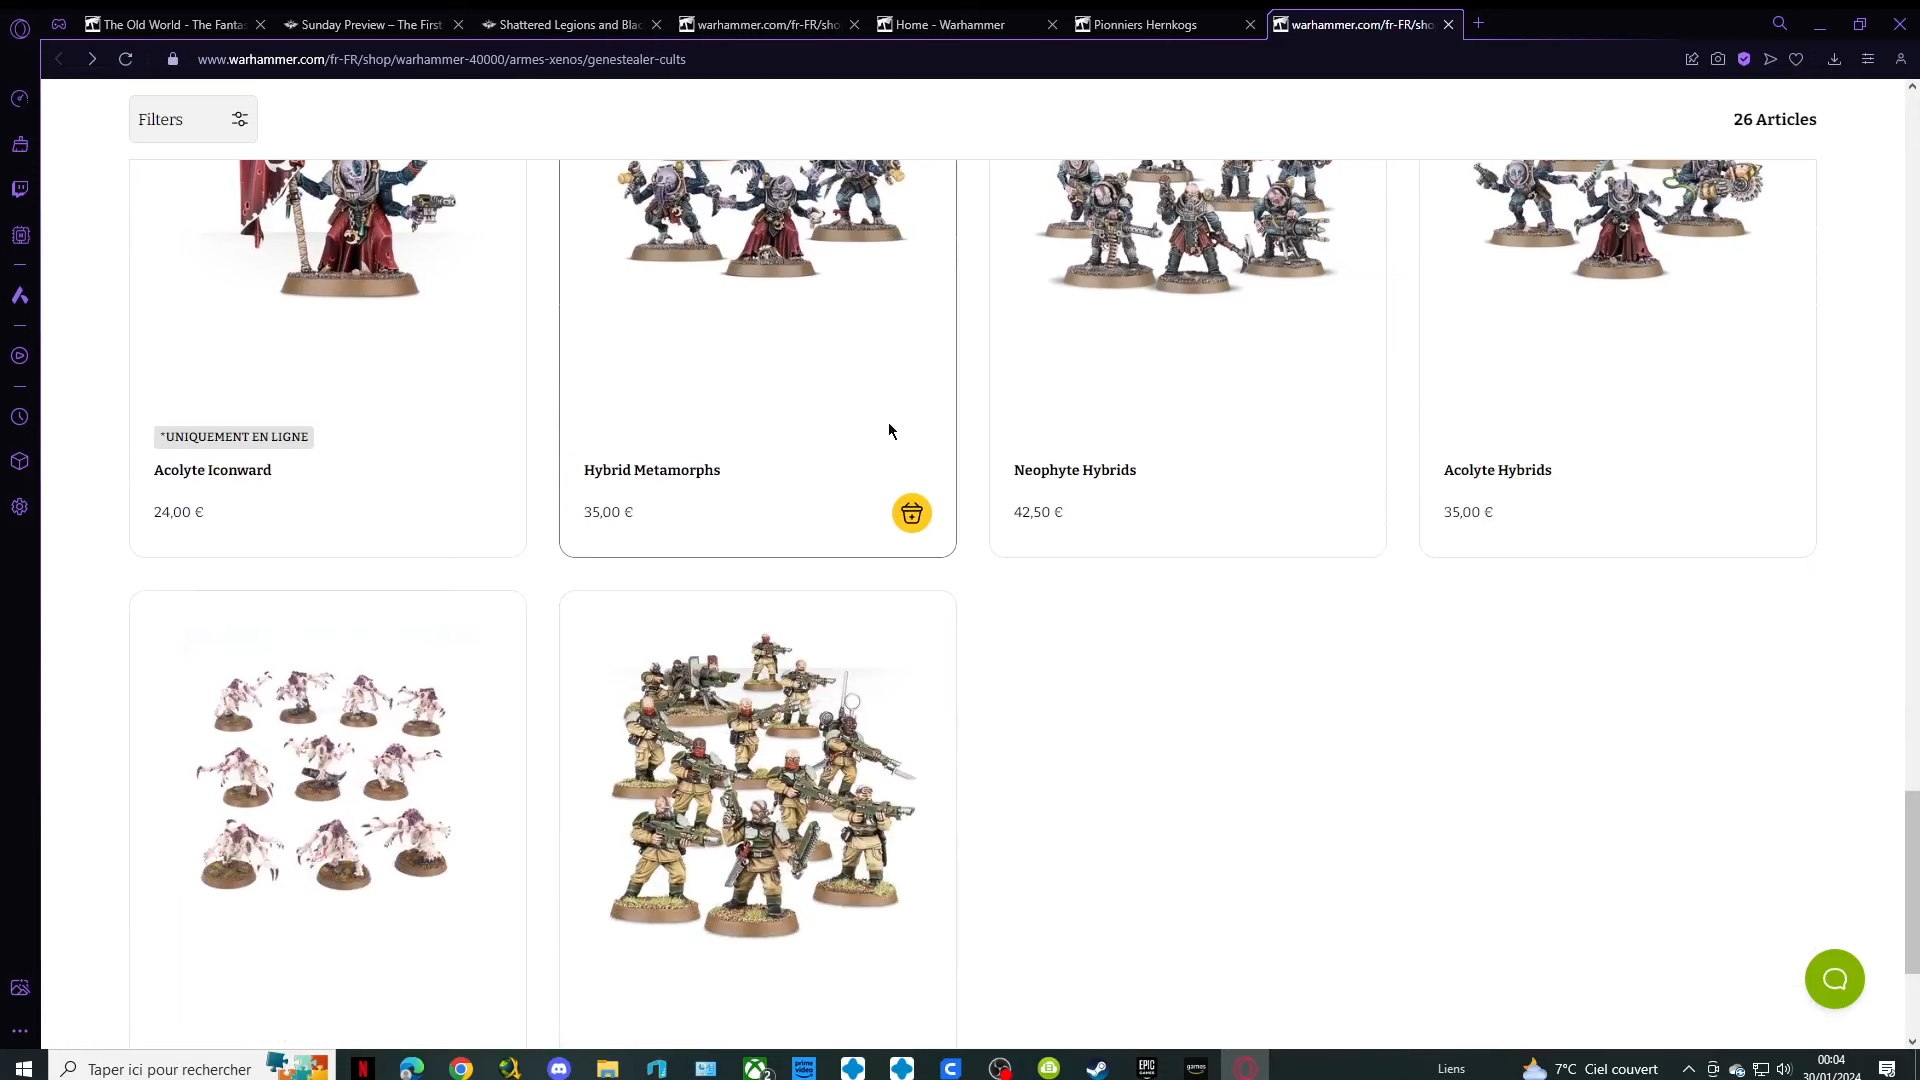 The Old World - The Fantas
Sunday Preview – The First
Shattered Legions and Blac
warhammer.com/fr-FR/sho
Home - Warhammer
Pionniers Hernkogs
warhammer.com/fr-FR/sho
www.warhammer.com/fr-FR/shop/warhammer-40000/armes-xenos/genestealer-cults
Filters
26 Articles
*UNIQUEMENT EN LIGNE
Acolyte Iconward
24,00 €
Hybrid Metamorphs
35,00 €
Neophyte Hybrids
42,50 €
Acolyte Hybrids
35,00 €
Taper ici pour rechercher
Liens
7°C Ciel couvert
00:04
30/01/2024